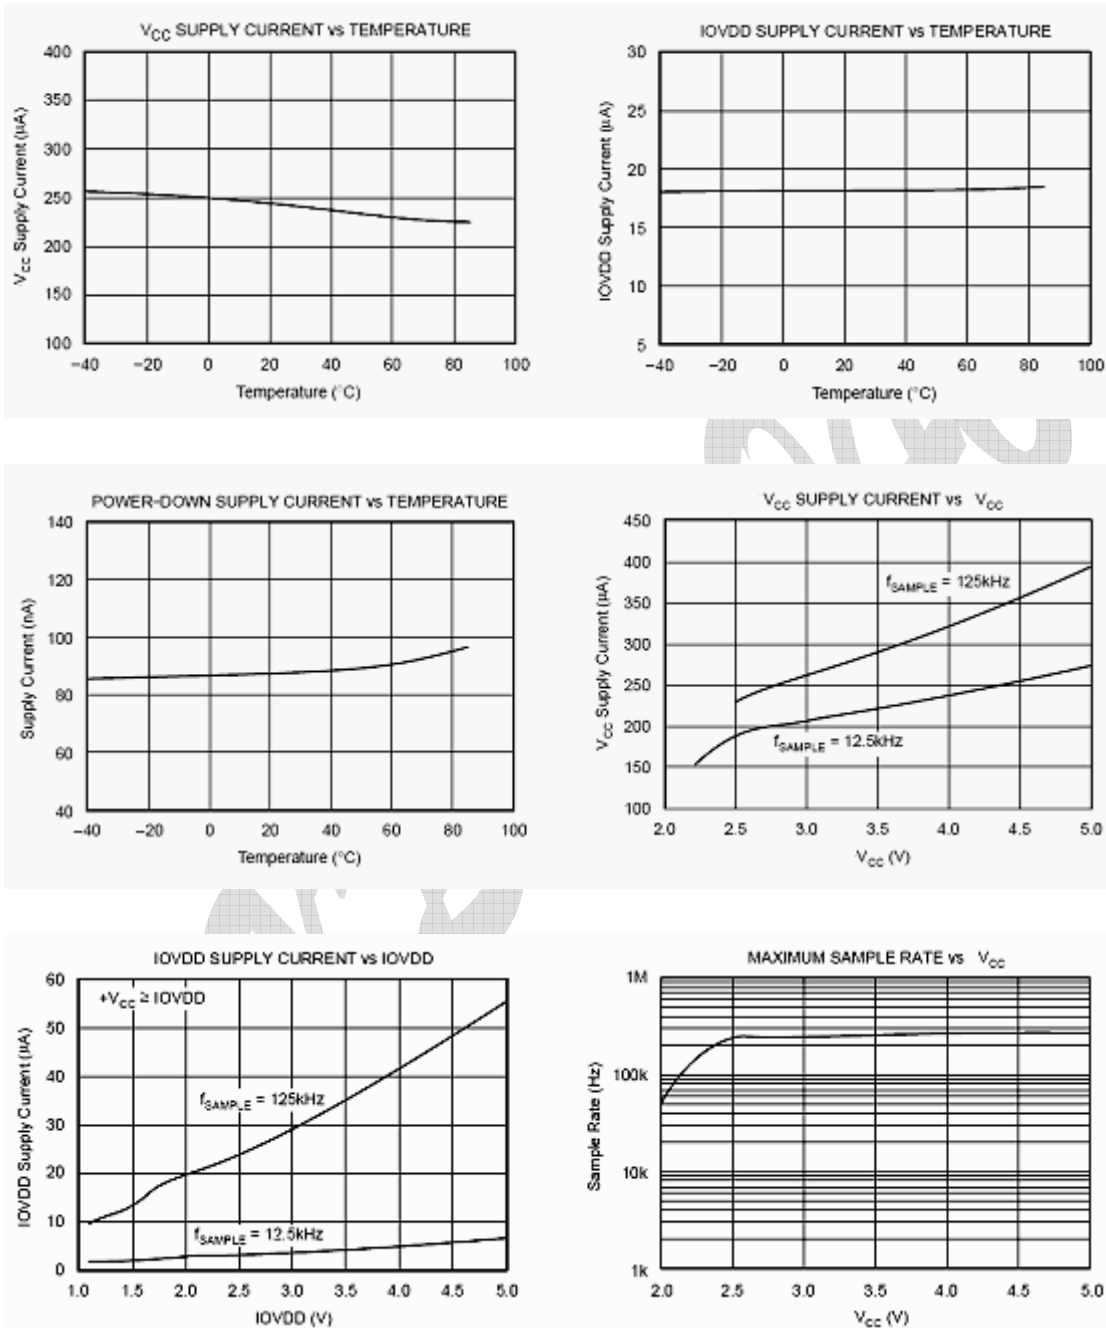 V_CC SUPPLY CURRENT vs TEMPERATURE
400
350
300
250
200
150
100
V_CC Supply Current (µA)
−40 −20 0 20 40 60 80 100
Temperature (°C)
IOVDD SUPPLY CURRENT vs TEMPERATURE
30
25
20
15
10
5
IOVDD Supply Current (µA)
−40 −20 0 20 40 60 80 100
Temperature (°C)
POWER−DOWN SUPPLY CURRENT vs TEMPERATURE
140
120
100
80
60
40
Supply Current (nA)
−40 −20 0 20 40 60 80 100
Temperature (°C)
V_CC SUPPLY CURRENT vs V_CC
450
400
350
300
250
200
150
100
V_CC Supply Current (µA)
f_SAMPLE = 125kHz
f_SAMPLE = 12.5kHz
2.0 2.5 3.0 3.5 4.0 4.5 5.0
V_CC (V)
IOVDD SUPPLY CURRENT vs IOVDD
60
50
40
30
20
10
0
IOVDD Supply Current (µA)
+V_CC ≥ IOVDD
f_SAMPLE = 125kHz
f_SAMPLE = 12.5kHz
1.0 1.5 2.0 2.5 3.0 3.5 4.0 4.5 5.0
IOVDD (V)
MAXIMUM SAMPLE RATE vs V_CC
1M
100k
10k
1k
Sample Rate (Hz)
2.0 2.5 3.0 3.5 4.0 4.5 5.0
V_CC (V)